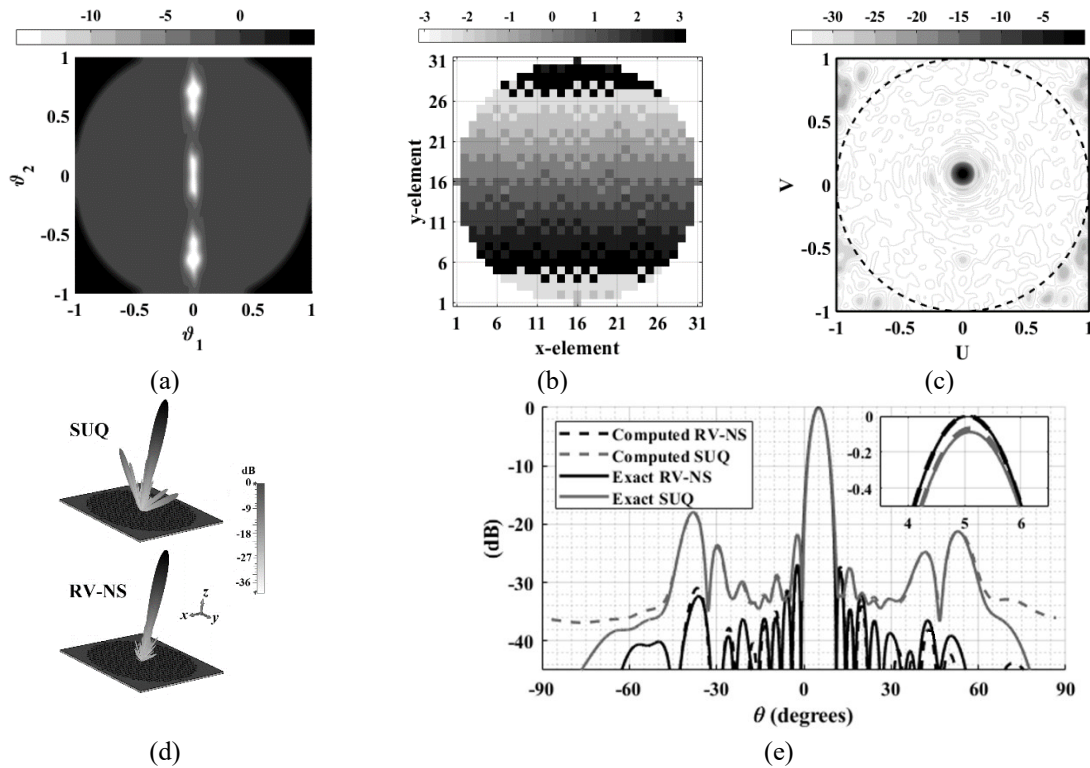 -10 -5 0
1
0.5
0
-0.5
-1
ϑ2
-1 -0.5 0 0.5 1
ϑ1
(a)
-3 -2 -1 0 1 2 3
31
26
21
16
11
6
1
y-element
1 6 11 16 21 26 31
x-element
(b)
-30 -25 -20 -15 -10 -5
1
0.5
0
-0.5
-1
V
-1 -0.5 0 0.5 1
U
(c)
SUQ
dB
0
-9
-18
-27
-36
RV-NS
z
x y
(d)
0
-10
-20
-30
-40
(dB)
Computed RV-NS
Computed SUQ
Exact RV-NS
Exact SUQ
0
-0.2
-0.4
4 5 6
-90 -60 -30 0 30 60 90
θ (degrees)
(e)